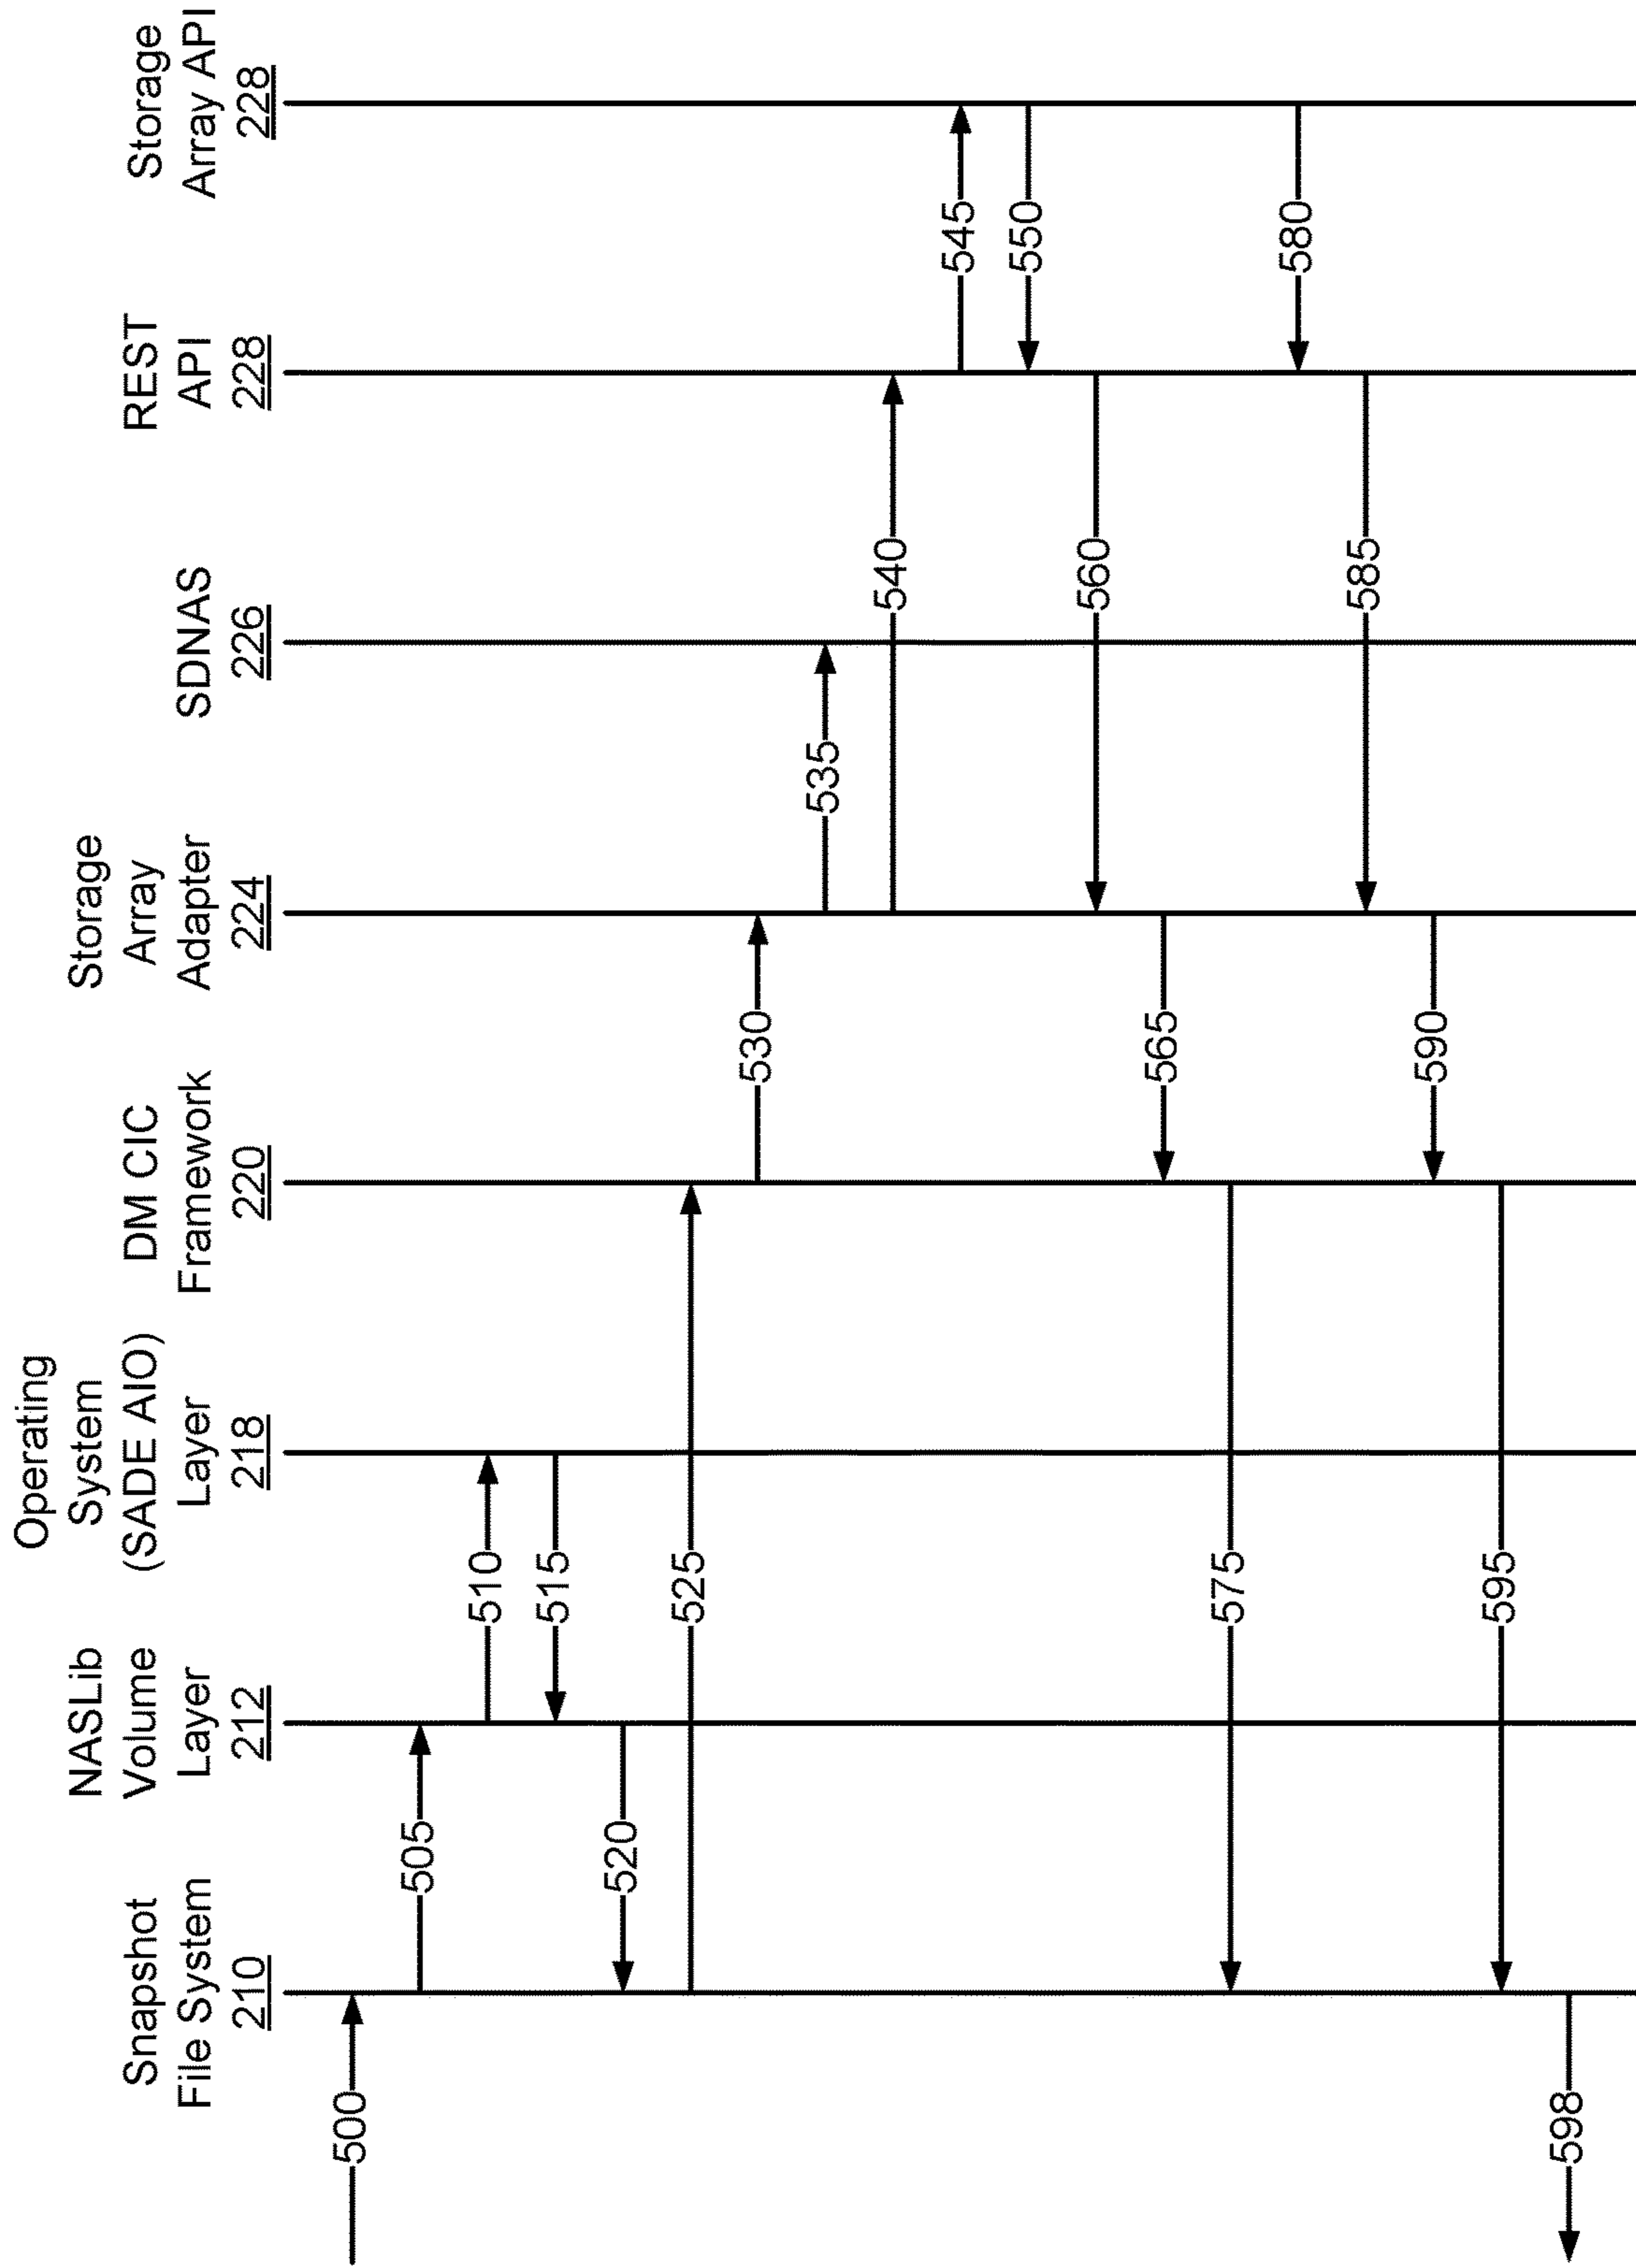 Snapshot
File System
210
NASLib
Volume
Layer
212
Operating
System
(SADE AIO)
Layer
218
DM CIC
Framework
220
Storage
Array
Adapter
224
SDNAS
226
REST
API
228
Storage
Array API
228
500
505
510
515
520
525
530
535
540
545
550
560
565
575
580
585
590
595
598